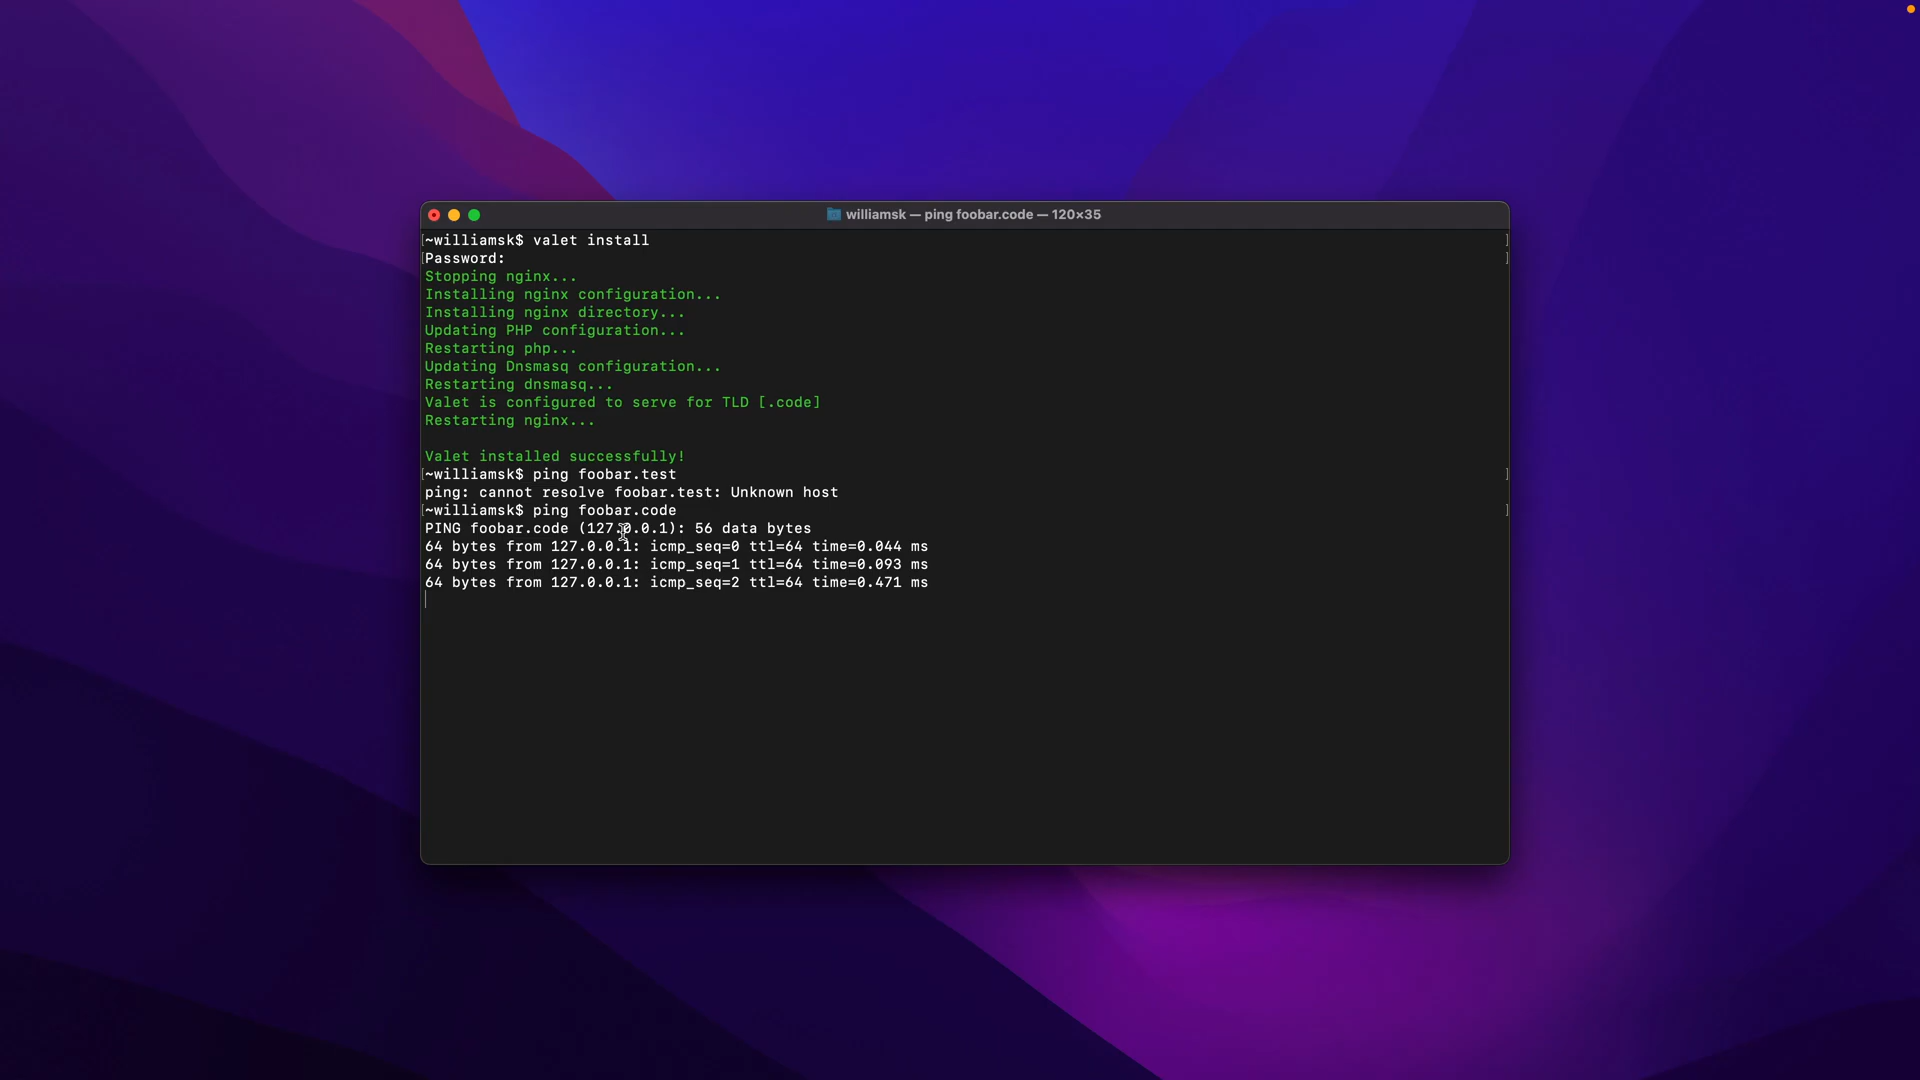 williamsk — ping foobar.code — 120×35
~williamsk$ valet install
Password:
Stopping nginx...
Installing nginx configuration...
Installing nginx directory...
Updating PHP configuration...
Restarting php...
Updating Dnsmasq configuration...
Restarting dnsmasq...
Valet is configured to serve for TLD [.code]
Restarting nginx...
Valet installed successfully!
~williamsk$ ping foobar.test
ping: cannot resolve foobar.test: Unknown host
~williamsk$ ping foobar.code
PING foobar.code (127.0.0.1): 56 data bytes
64 bytes from 127.0.0.1: icmp_seq=0 ttl=64 time=0.044 ms
64 bytes from 127.0.0.1: icmp_seq=1 ttl=64 time=0.093 ms
64 bytes from 127.0.0.1: icmp_seq=2 ttl=64 time=0.471 ms